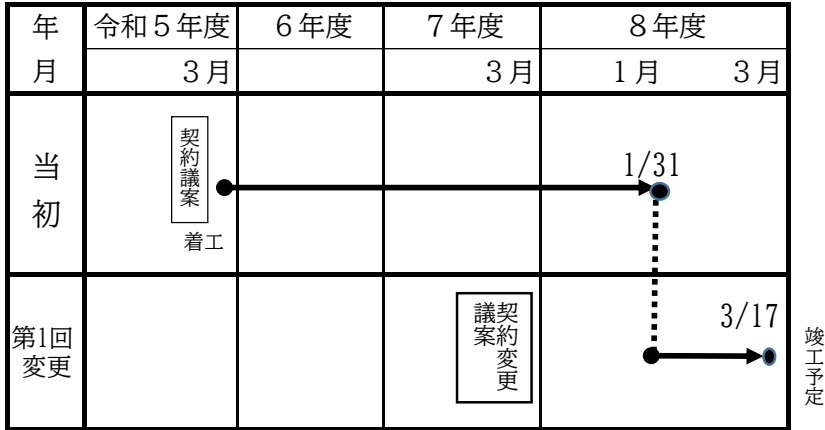 年 令和５年度 ６年度 ７年度 ８年度
月 ３月 ３月 １月 ３月
当初
契約議案
着工
1/31
第1回
変更
契約変更
議案
3/17
竣工予定